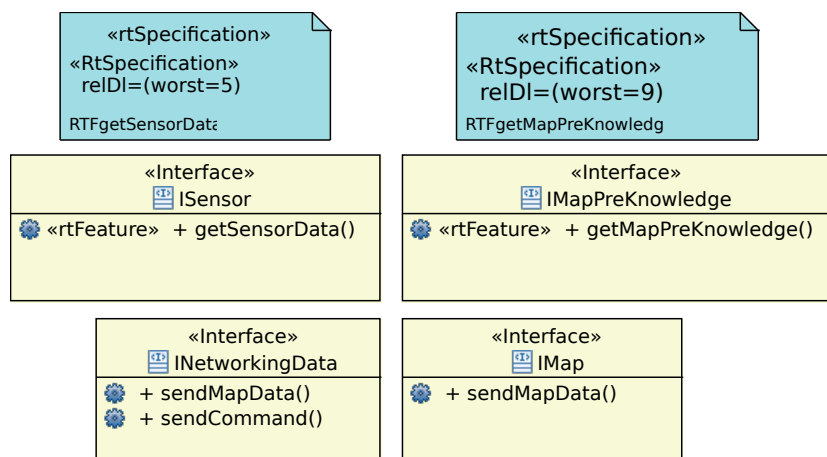 «rtSpecification»
«RtSpecification»
relDl=(worst=5)
RTFgetSensorData
«rtSpecification»
«RtSpecification»
relDl=(worst=9)
RTFgetMapPreKnowledg
«Interface»
ISensor
«rtFeature» + getSensorData()
«Interface»
IMapPreKnowledge
«rtFeature» + getMapPreKnowledge()
«Interface»
INetworkingData
+ sendMapData()
+ sendCommand()
«Interface»
IMap
+ sendMapData()